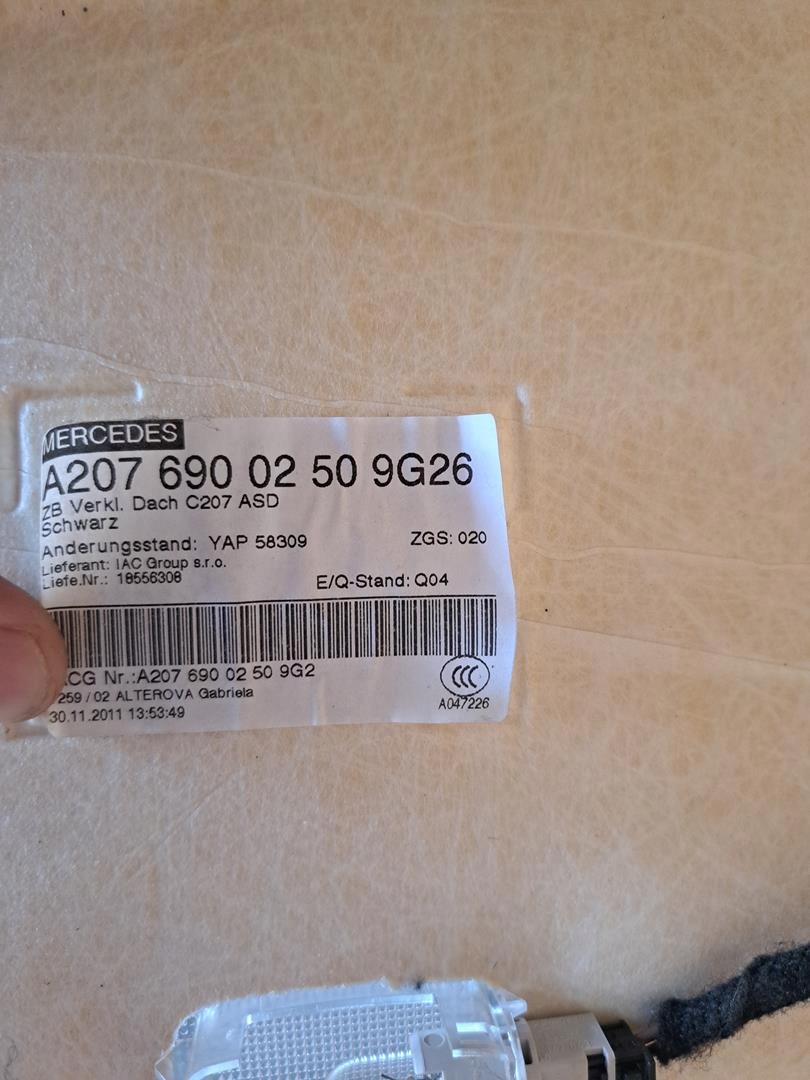 MERCEDES
A207 690 02 50 9G26
ZB Verkl. Dach C207 ASD
Schwarz
Anderungsstand: YAP 58309 ZGS: 020
Lieferant: IAC Group s.r.o.
Liefe.Nr.: 18556308 E/Q-Stand: Q04
Nr.:A207 690 02 50 9G2
259 / 02 ALTEROVA Gabriela
30.11.2011 13:53:49
CCC
A047226